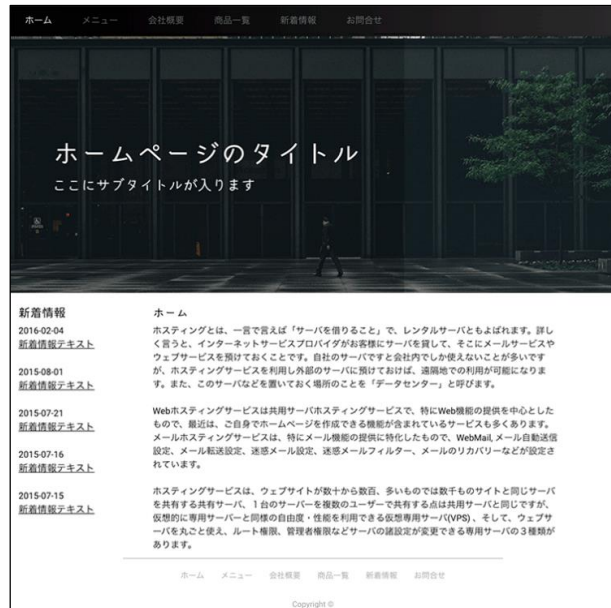 ホーム メニュー 会社概要 商品一覧 新着情報 お問合せ
ホームページのタイトル
ここにサブタイトルが入ります
新着情報
2016-02-04
新着情報テキスト
2015-08-01
新着情報テキスト
2015-07-21
新着情報テキスト
2015-07-16
新着情報テキスト
2015-07-15
新着情報テキスト
ホーム
ホスティングとは、一言で言えば「サーバを借りること」で、レンタルサーバともよばれます。詳し
く言うと、インターネットサービスプロバイダがお客様にサーバを貸して、そこにメールサービスや
ウェブサービスを預けておくことです。自社のサーバですと会社内でしか使えないことが多いです
が、ホスティングサービスを利用し外部のサーバに預けておけば、遠隔地での利用が可能になりま
す。また、このサーバなどを置いておく場所のことを「データセンター」と呼びます。
Webホスティングサービスは共用サーバホスティングサービスで、特にWeb機能の提供を中心とした
もので、最近は、ご自身でホームページを作成できる機能が含まれているサービスも多くあります。
メールホスティングサービスは、特にメール機能の提供に特化したもので、WebMail, メール自動送信
設定、メール転送設定、迷惑メール設定、迷惑メールフィルター、メールのリカバリーなどが設定さ
れています。
ホスティングサービスは、ウェブサイトが数十から数百、多いものでは数千ものサイトと同じサーバ
を共有する共有サーバ、１台のサーバーを複数のユーザーで共有する点は共用サーバと同じですが、
仮想的に専用サーバーと同様の自由度・性能を利用できる仮想専用サーバ(VPS) 、そして、ウェブサ
ーバを丸ごと使え、ルート権限、管理者権限などサーバの諸設定が変更できる専用サーバの３種類が
あります。
ホーム メニュー 会社概要 商品一覧 新着情報 お問合せ
Copyright ©